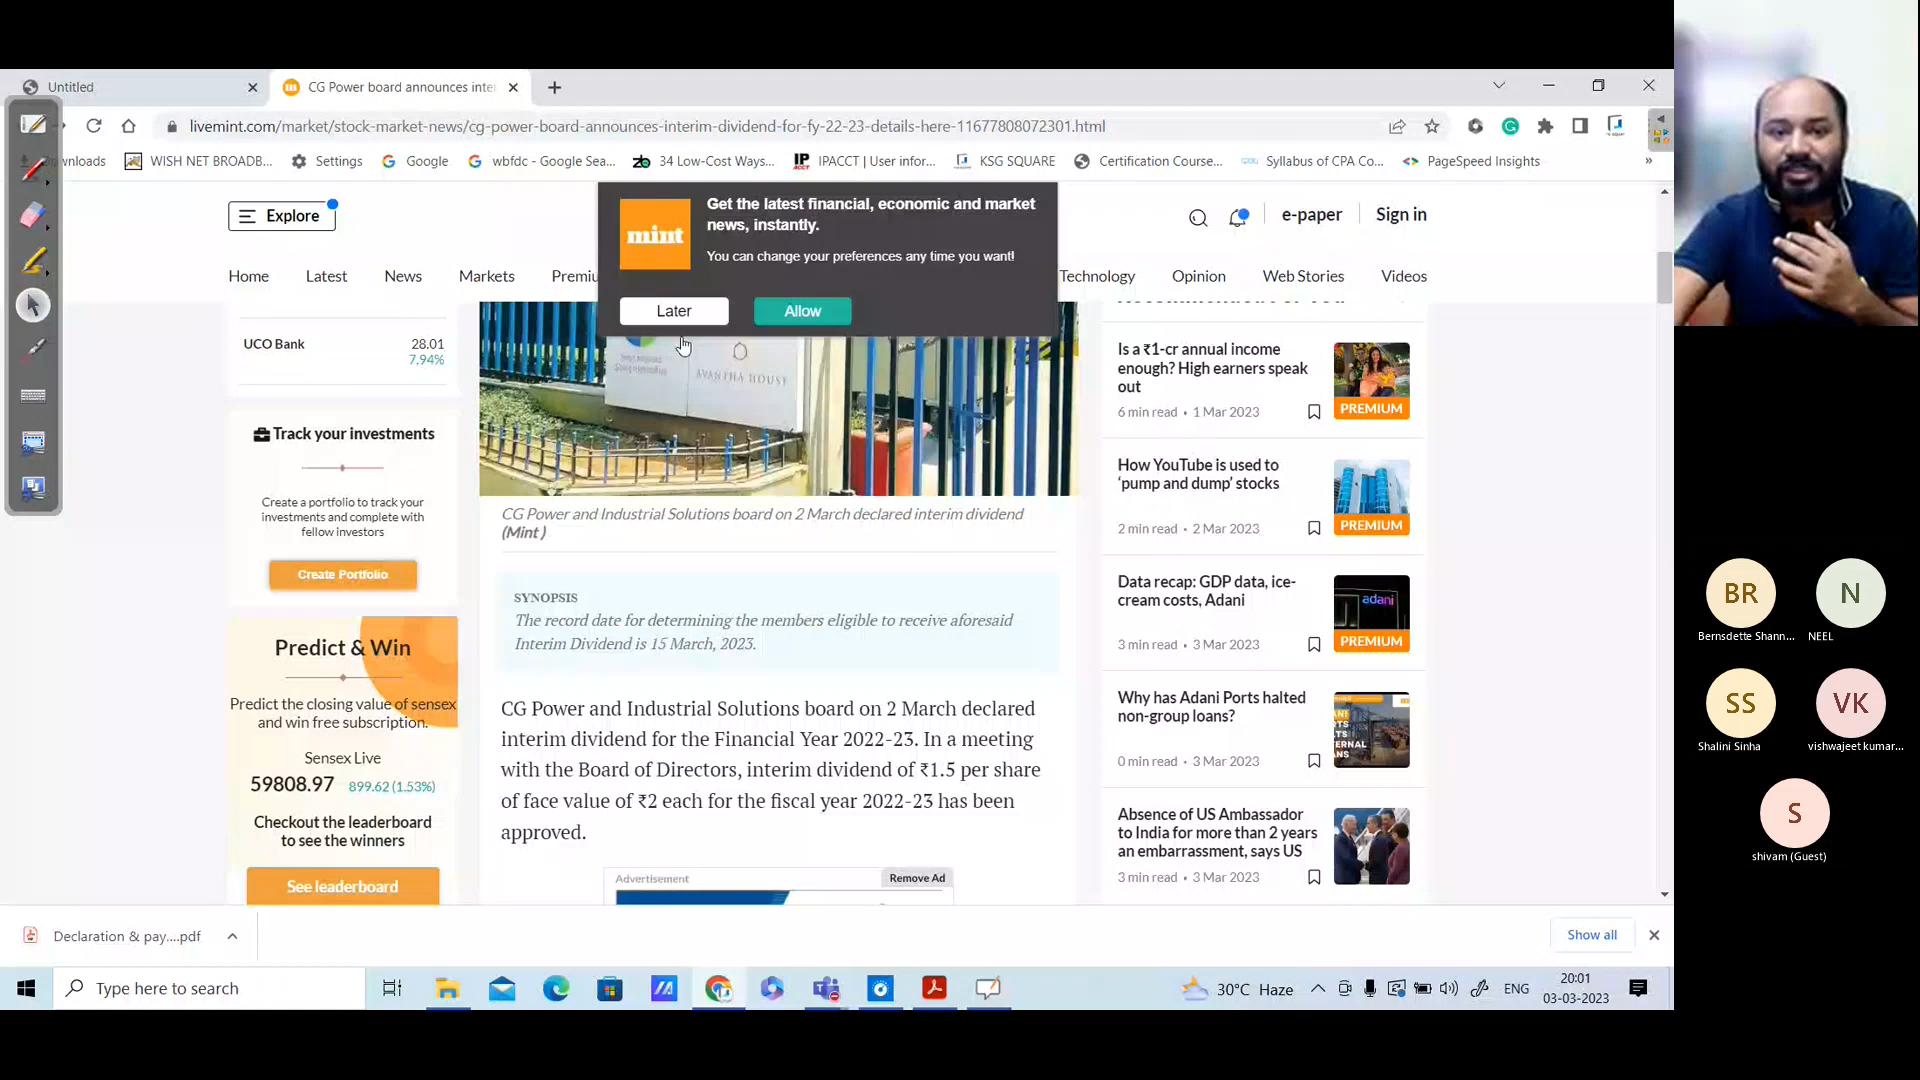 Untitled
CG Power board announces inte
livemint.com/market/stock-market-news/cg-power-board-announces-interim-dividend-for-fy-22-23-details-here-11677808072301.html
wnloads
WISH NET BROADB...
Settings
Google
wbfdc - Google Sea...
34 Low-Cost Ways...
IPACCT | User infor...
KSG SQUARE
Certification Course...
Syllabus of CPA Co...
PageSpeed Insights
»
Explore
mint
Get the latest financial, economic and market
news, instantly.
You can change your preferences any time you want!
Later
Allow
e-paper
Sign in
Home
Latest
News
Markets
Premiu
Technology
Opinion
Web Stories
Videos
UCO Bank
28.01
7.94%
Track your investments
Create a portfolio to track your
investments and complete with
fellow investors
Create Portfolio
Predict & Win
Predict the closing value of sensex
and win free subscription.
Sensex Live
59808.97 899.62 (1.53%)
Checkout the leaderboard
to see the winners
See leaderboard
AVANTHA HOUSE
CG Power and Industrial Solutions board on 2 March declared interim dividend
(Mint )
SYNOPSIS
The record date for determining the members eligible to receive aforesaid
Interim Dividend is 15 March, 2023.
CG Power and Industrial Solutions board on 2 March declared
interim dividend for the Financial Year 2022-23. In a meeting
with the Board of Directors, interim dividend of ₹1.5 per share
of face value of ₹2 each for the fiscal year 2022-23 has been
approved.
Advertisement
Remove Ad
Is a ₹1-cr annual income
enough? High earners speak
out
6 min read • 1 Mar 2023
PREMIUM
How YouTube is used to
‘pump and dump’ stocks
2 min read • 2 Mar 2023
PREMIUM
Data recap: GDP data, ice-
cream costs, Adani
3 min read • 3 Mar 2023
adani
PREMIUM
Why has Adani Ports halted
non-group loans?
0 min read • 3 Mar 2023
Absence of US Ambassador
to India for more than 2 years
an embarrassment, says US
3 min read • 3 Mar 2023
Declaration & pay....pdf
Show all
Type here to search
30°C Haze
ENG
20:01
03-03-2023
BR
Bernsdette Shann...
N
NEEL
SS
Shalini Sinha
VK
vishwajeet kumar...
S
shivam (Guest)